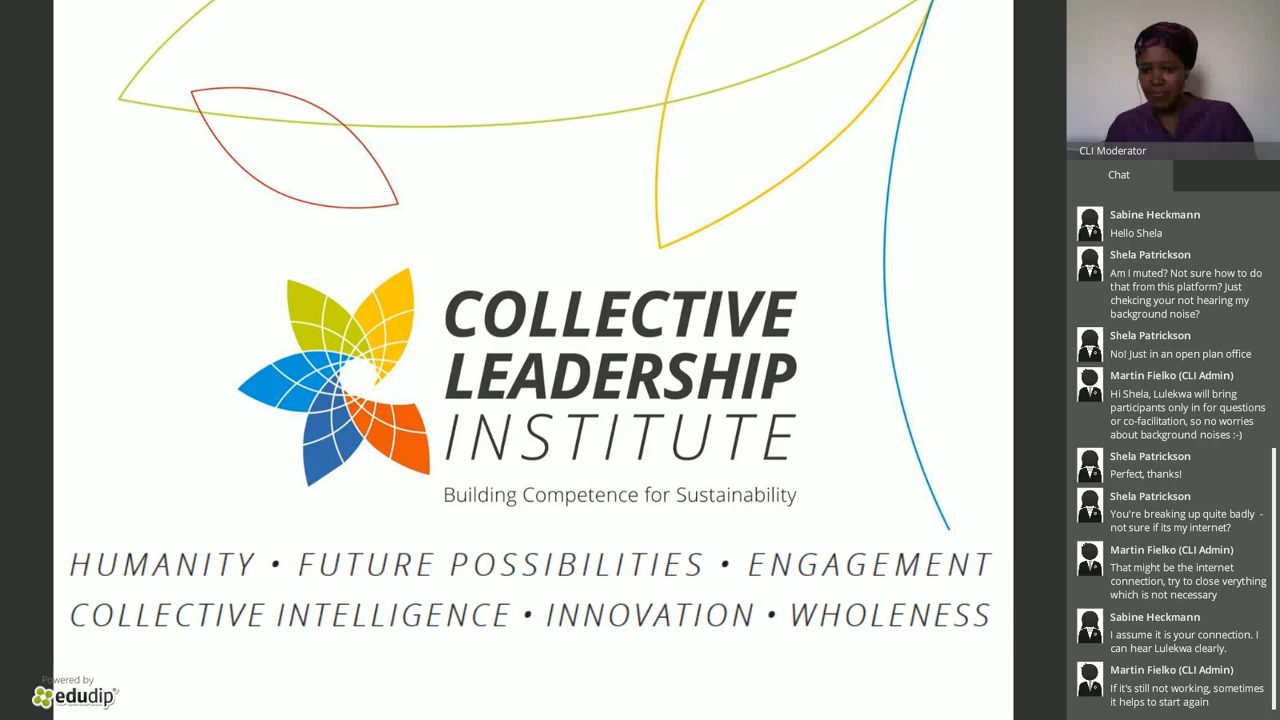 COLLECTIVE
LEADERSHIP
INSTITUTE
Building Competence for Sustainability
HUMANITY • FUTURE POSSIBILITIES • ENGAGEMENT
COLLECTIVE INTELLIGENCE • INNOVATION • WHOLENESS
Powered by
edudip
CLI Moderator
Chat
Sabine Heckmann
Hello Shela
Shela Patrickson
Am I muted? Not sure how to do
that from this platform? Just
chekcing your not hearing my
background noise?
Shela Patrickson
No! Just in an open plan office
Martin Fielko (CLI Admin)
Hi Shela, Lulekwa will bring
participants only in for questions
or co-facilitation, so no worries
about background noises :-)
Shela Patrickson
Perfect, thanks!
Shela Patrickson
You're breaking up quite badly -
not sure if its my internet?
Martin Fielko (CLI Admin)
That might be the internet
connection, try to close verything
which is not necessary
Sabine Heckmann
I assume it is your connection. I
can hear Lulekwa clearly.
Martin Fielko (CLI Admin)
If it's still not working, sometimes
it helps to start again